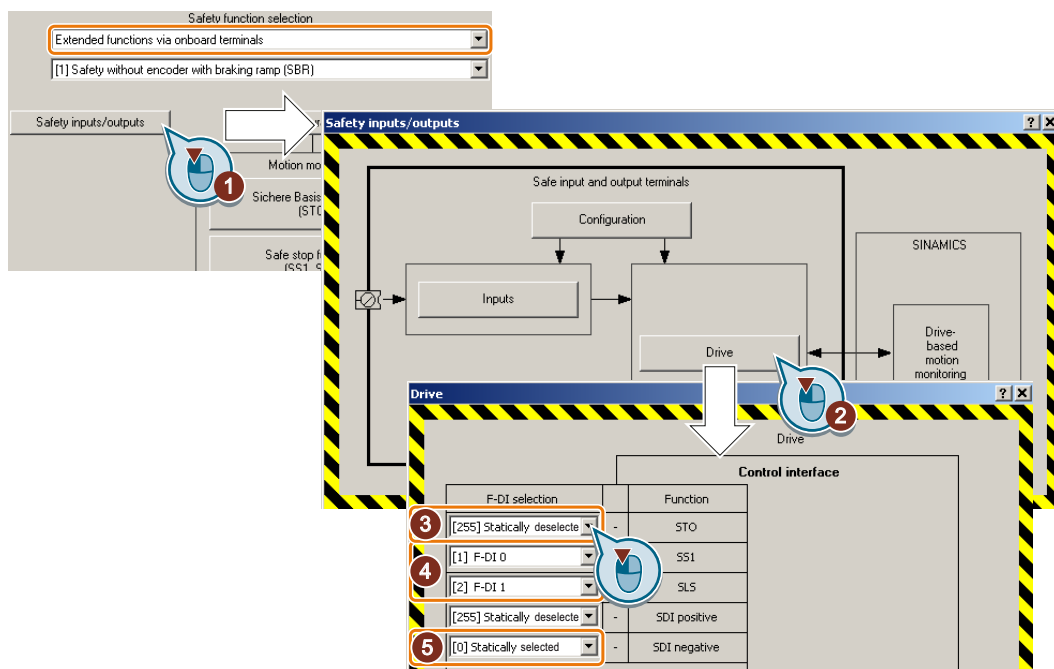 Safety function selection
Extended functions via onboard terminals
[1] Safety without encoder with braking ramp (SBR)
Safety inputs/outputs
1
Motion mo
Sichere Basis
(STO
Safe stop f
(SS1, S
Safety inputs/outputs
Safe input and output terminals
Configuration
Inputs
Drive
SINAMICS
Drive-
based
motion
monitoring
2
Drive
Drive
Control interface
F-DI selection
Function
3
[255] Statically deselecte
-
STO
4
[1] F-DI 0
SS1
[2] F-DI 1
SLS
[255] Statically deselecte
-
SDI positive
5
[0] Statically selected
-
SDI negative